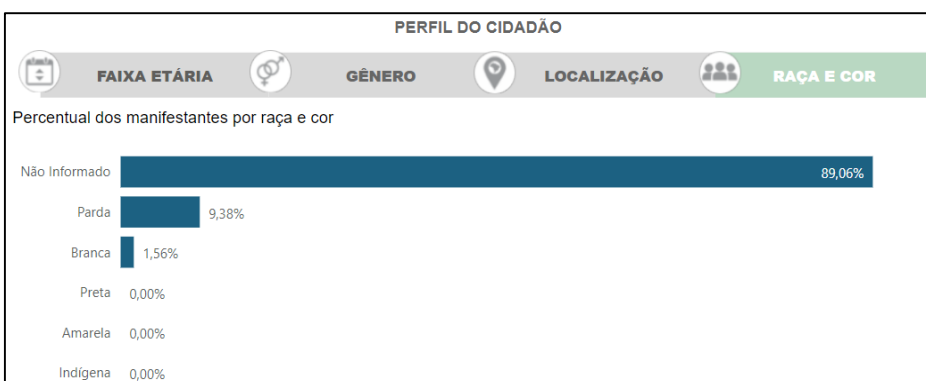 PERFIL DO CIDADÃO
FAIXA ETÁRIA GÊNERO LOCALIZAÇÃO RAÇA E COR
Percentual dos manifestantes por raça e cor
Não Informado 89,06%
Parda 9,38%
Branca 1,56%
Preta 0,00%
Amarela 0,00%
Indígena 0,00%